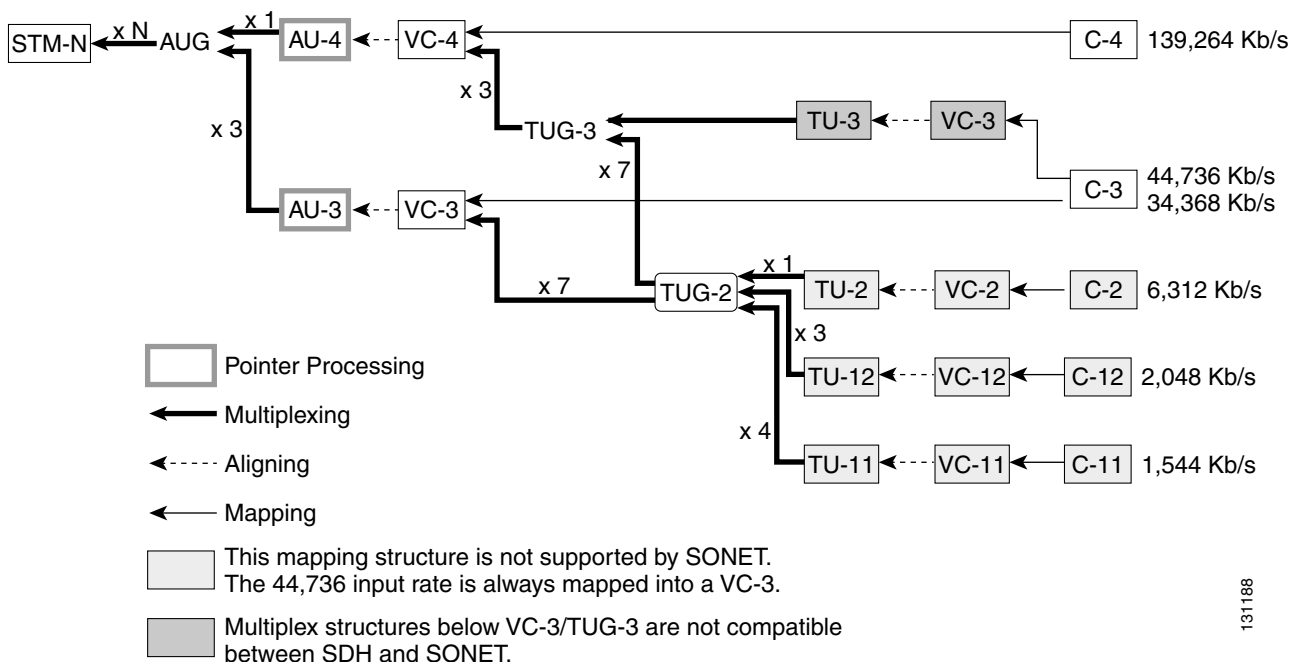 x N
x 1
STM-N
AUG
AU-4
VC-4
C-4
139,264 Kb/s
x 3
x 3
TUG-3
TU-3
VC-3
x 7
44,736 Kb/s
C-3
34,368 Kb/s
AU-3
VC-3
x 1
x 7
TUG-2
TU-2
VC-2
C-2
6,312 Kb/s
x 3
Pointer Processing
TU-12
VC-12
C-12
2,048 Kb/s
Multiplexing
x 4
Aligning
TU-11
VC-11
C-11
1,544 Kb/s
Mapping
This mapping structure is not supported by SONET.
The 44,736 input rate is always mapped into a VC-3.
Multiplex structures below VC-3/TUG-3 are not compatible
between SDH and SONET.
131188